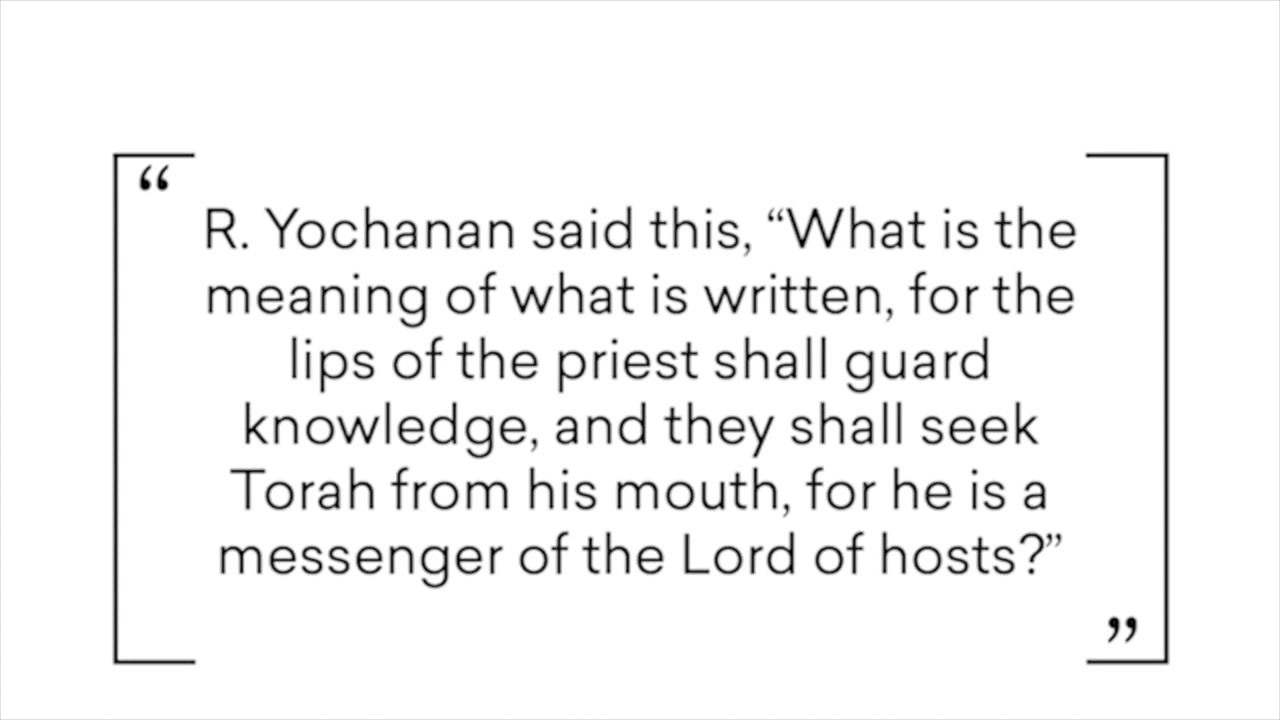 “
R. Yochanan said this, “What is the
meaning of what is written, for the
lips of the priest shall guard
knowledge, and they shall seek
Torah from his mouth, for he is a
messenger of the Lord of hosts?”
”